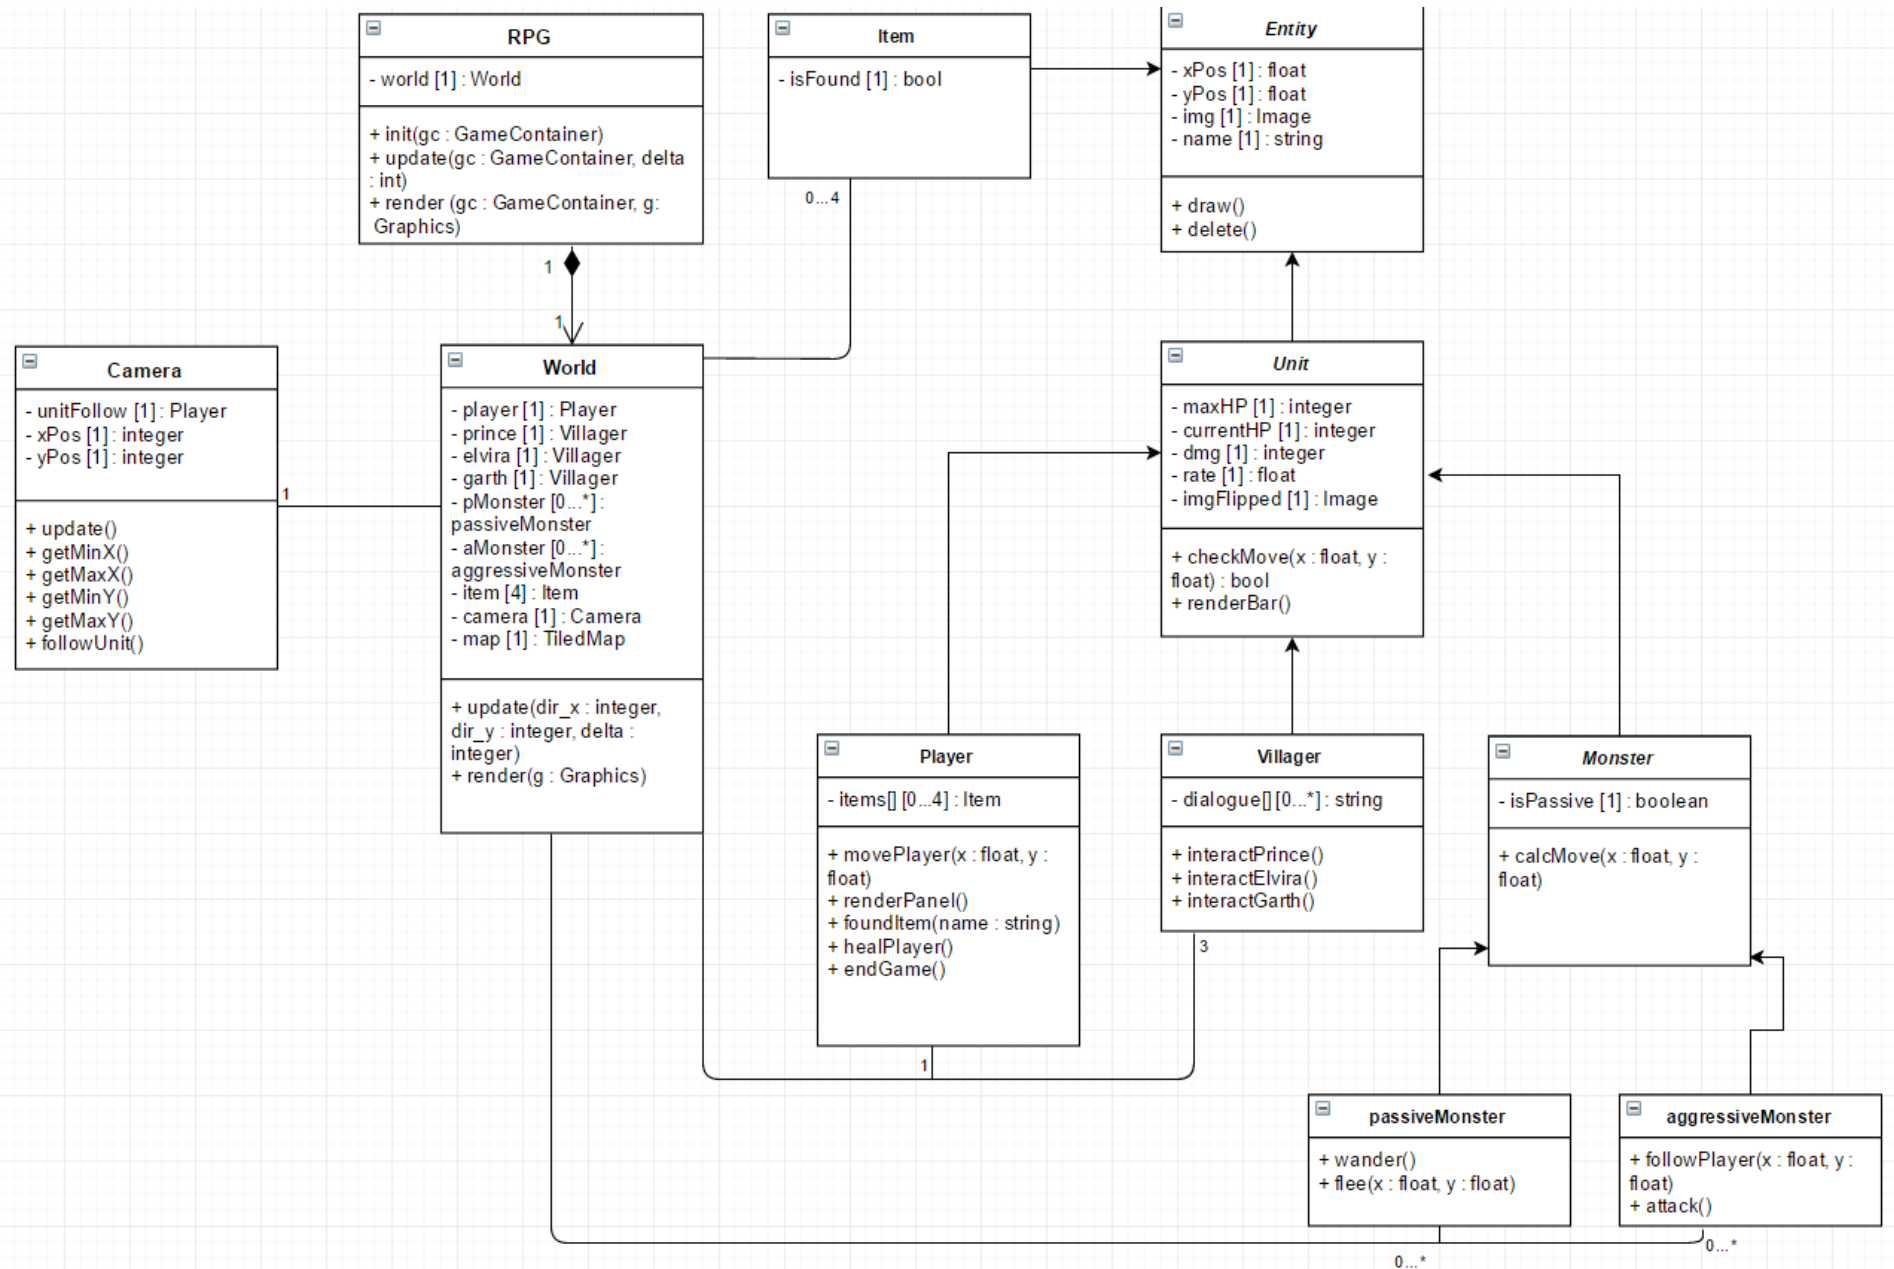 RPG
- world [1] : World
+ init(gc : GameContainer)
+ update(gc : GameContainer, delta
: int)
+ render (gc : GameContainer, g:
Graphics)
1
1
Item
- isFound [1] : bool
0...4
Entity
- xPos [1] : float
- yPos [1] : float
- img [1] : Image
- name [1] : string
+ draw()
+ delete()
Camera
- unitFollow [1] : Player
- xPos [1] : integer
- yPos [1] : integer
+ update()
+ getMinX()
+ getMaxX()
+ getMinY()
+ getMaxY()
+ followUnit()
1
World
- player [1] : Player
- prince [1] : Villager
- elvira [1] : Villager
- garth [1] : Villager
- pMonster [0...*] :
passiveMonster
- aMonster [0...*] :
aggressiveMonster
- item [4] : Item
- camera [1] : Camera
- map [1] : TiledMap
+ update(dir_x : integer,
dir_y : integer, delta :
integer)
+ render(g : Graphics)
Unit
- maxHP [1] : integer
- currentHP [1] : integer
- dmg [1] : integer
- rate [1] : float
- imgFlipped [1] : Image
+ checkMove(x : float, y :
float) : bool
+ renderBar()
Player
- items[] [0...4] : Item
+ movePlayer(x : float, y :
float)
+ renderPanel()
+ foundItem(name : string)
+ healPlayer()
+ endGame()
1
Villager
- dialogue[] [0...*] : string
+ interactPrince()
+ interactElvira()
+ interactGarth()
3
Monster
- isPassive [1] : boolean
+ calcMove(x : float, y :
float)
passiveMonster
+ wander()
+ flee(x : float, y : float)
0...*
aggressiveMonster
+ followPlayer(x : float, y :
float)
+ attack()
0...*